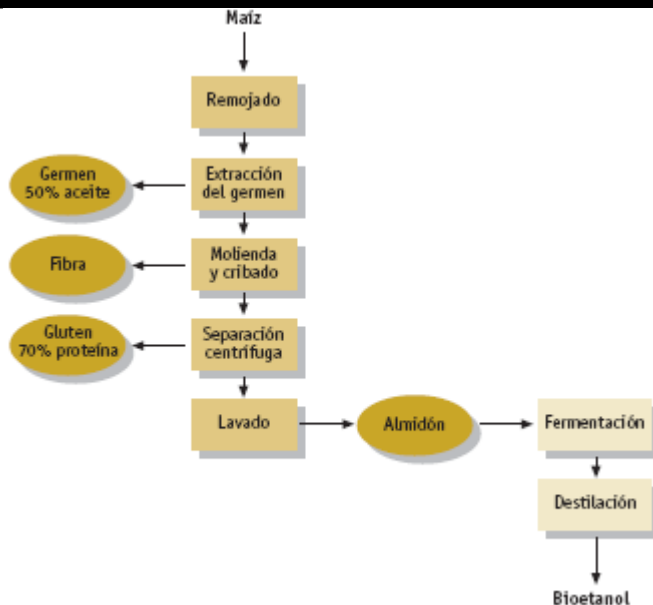 Maíz
Remojado
Germen
50% aceite
Extracción
del germen
Fibra
Molienda
y cribado
Gluten
70% proteína
Separación
centrífuga
Lavado
Almidón
Fermentación
Destilación
Bioetanol